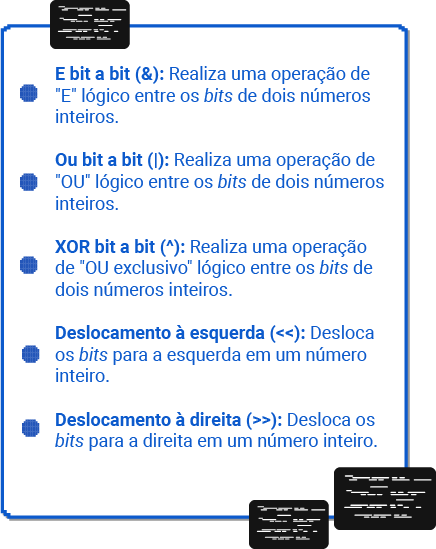 E bit a bit (&): Realiza uma operação de
"E" lógico entre os bits de dois números
inteiros.
Ou bit a bit (|): Realiza uma operação de
"OU" lógico entre os bits de dois números
inteiros.
XOR bit a bit (^): Realiza uma operação
de "OU exclusivo" lógico entre os bits de
dois números inteiros.
Deslocamento à esquerda (<<): Desloca
os bits para a esquerda em um número
inteiro.
Deslocamento à direita (>>): Desloca os
bits para a direita em um número inteiro.